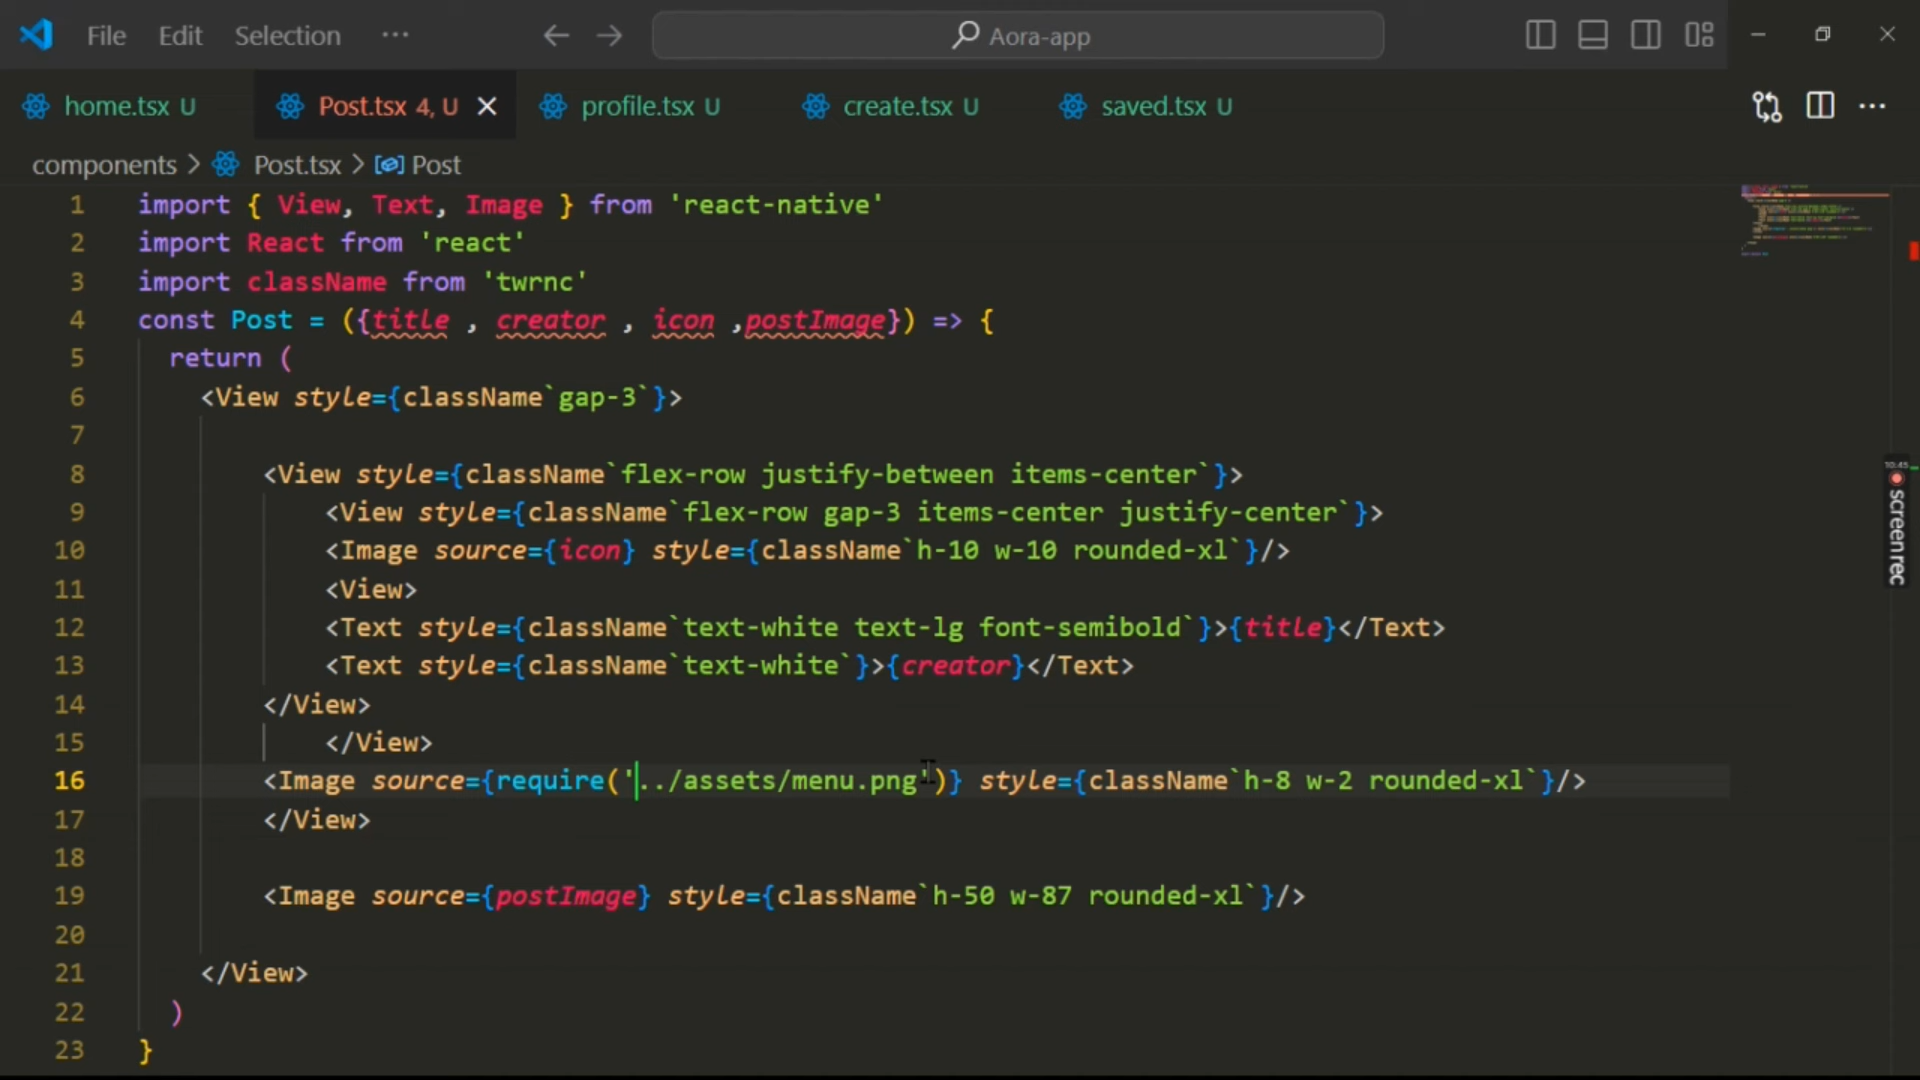 File Edit Selection ··· Aora-app
home.tsx U Post.tsx 4, U profile.tsx U create.tsx U saved.tsx U ···
components > Post.tsx > Post
1 import { View, Text, Image } from 'react-native'
2 import React from 'react'
3 import className from 'twrnc'
4 const Post = ({title , creator , icon ,postImage}) => {
5 return (
6 <View style={className`gap-3`}>
7
8 <View style={className`flex-row justify-between items-center`}>
9 <View style={className`flex-row gap-3 items-center justify-center`}>
10 <Image source={icon} style={className`h-10 w-10 rounded-xl`}/>
11 <View>
12 <Text style={className`text-white text-lg font-semibold`}>{title}</Text>
13 <Text style={className`text-white`}>{creator}</Text>
14 </View>
15 </View>
16 <Image source={require('../assets/menu.png')} style={className`h-8 w-2 rounded-xl`}/>
17 </View>
18
19 <Image source={postImage} style={className`h-50 w-87 rounded-xl`}/>
20
21 </View>
22 )
23 }
10:45
screenrec